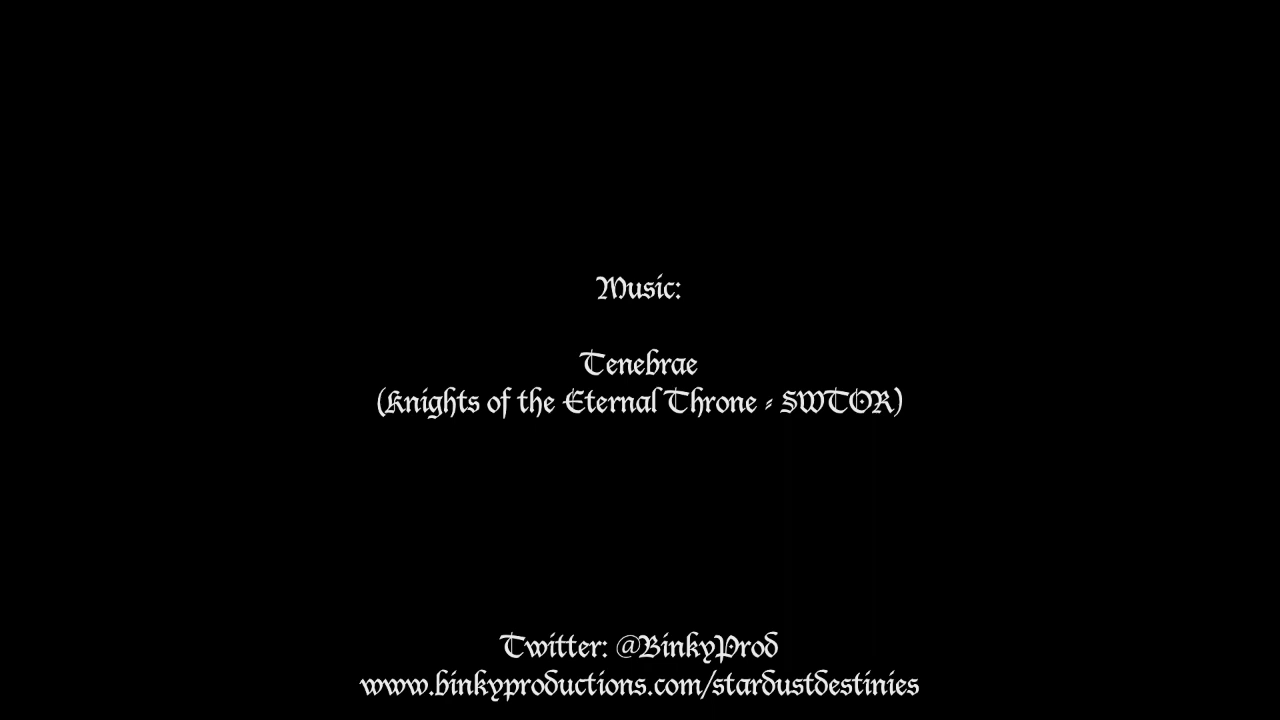 Music:
Tenebrae
(Knights of the Eternal Throne - SWTOR)
Twitter: @BinkyProd
www.binkyproductions.com/stardustdestinies